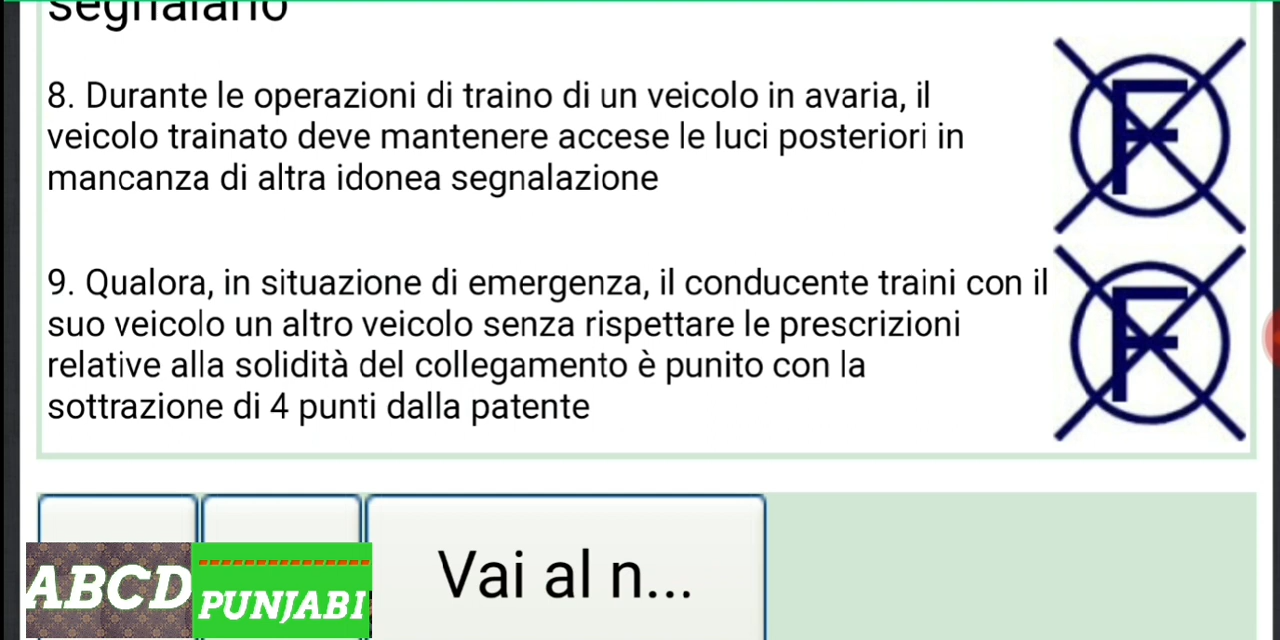 segnalarlo
8. Durante le operazioni di traino di un veicolo in avaria, il
veicolo trainato deve mantenere accese le luci posteriori in
mancanza di altra idonea segnalazione
F
9. Qualora, in situazione di emergenza, il conducente traini con il
suo veicolo un altro veicolo senza rispettare le prescrizioni
relative alla solidità del collegamento è punito con la
sottrazione di 4 punti dalla patente
F
Vai al n...
ABCD
PUNJABI